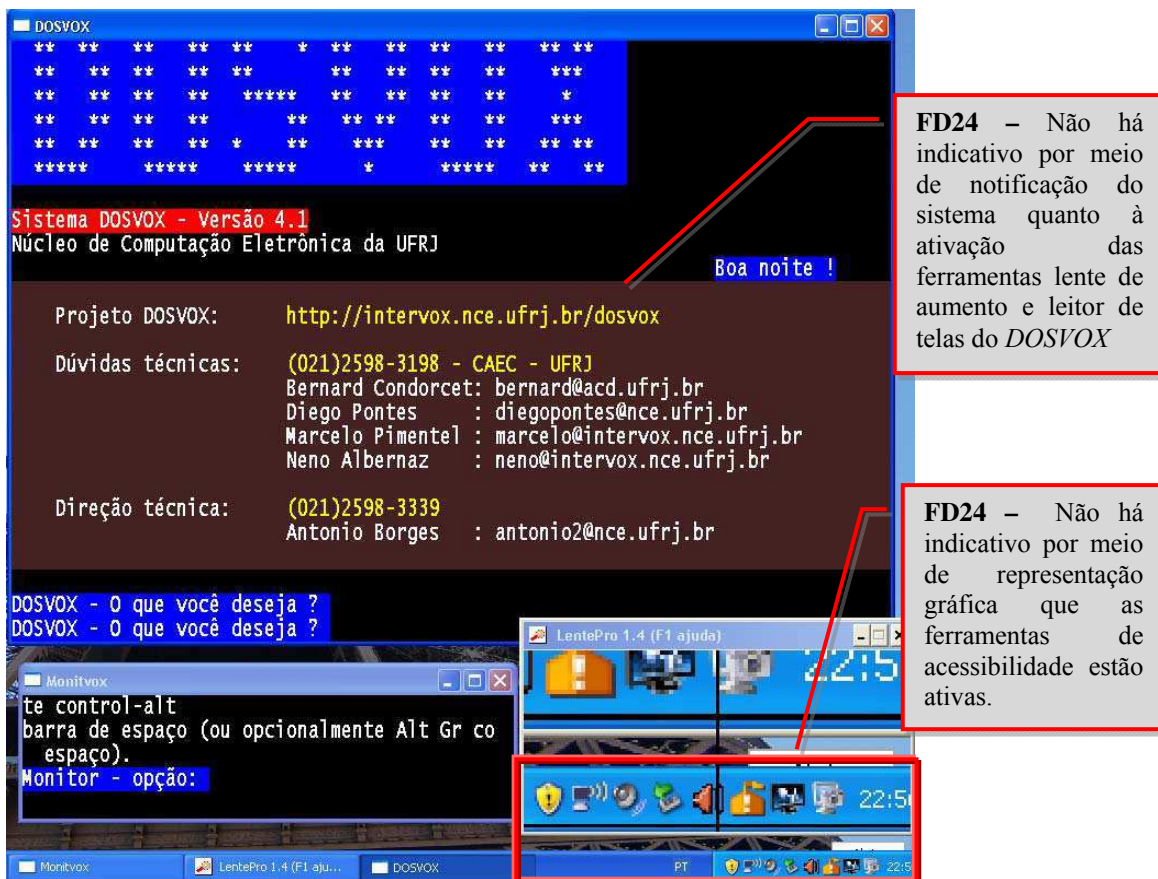 DOSVOX
Sistema DOSVOX - Versão 4.1
Núcleo de Computação Eletrônica da UFRJ
Boa noite !
Projeto DOSVOX: http://intervox.nce.ufrj.br/dosvox
Dúvidas técnicas: (021)2598-3198 - CAEC - UFRJ
Bernard Condorcet: bernard@acd.ufrj.br
Diego Pontes : diegopontes@nce.ufrj.br
Marcelo Pimentel : marcelo@intervox.nce.ufrj.br
Neno Albernaz : neno@intervox.nce.ufrj.br
Direção técnica: (021)2598-3339
Antonio Borges : antonio2@nce.ufrj.br
DOSVOX - O que você deseja ?
DOSVOX - O que você deseja ?
FD24 – Não há
indicativo por meio
de notificação do
sistema quanto à
ativação das
ferramentas lente de
aumento e leitor de
telas do DOSVOX
FD24 – Não há
indicativo por meio
de representação
gráfica que as
ferramentas de
acessibilidade estão
ativas.
LentePro 1.4 (F1 ajuda)
22:5
22:5
Monitvox
te control-alt
barra de espaço (ou opcionalmente Alt Gr co
espaço).
Monitor - opção:
Monitvox
LentePro 1.4 (F1 aju...
DOSVOX
PT
22:5